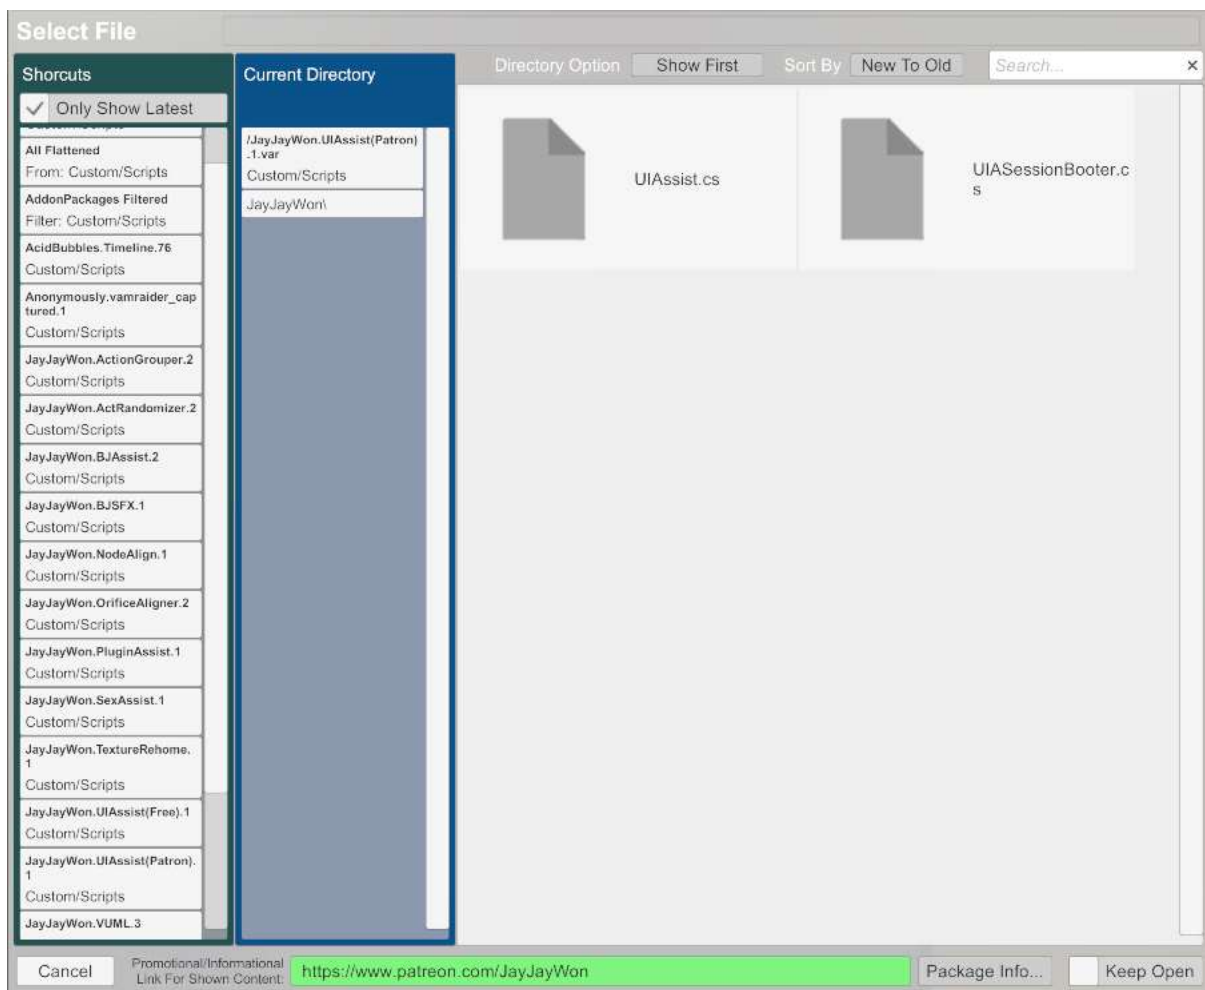 Select File
Shorcuts
Only Show Latest
All Flattened
From: Custom/Scripts
AddonPackages Filtered
Filter: Custom/Scripts
AcidBubbles.Timeline.76
Custom/Scripts
Anonymously.vamraider_cap
tured.1
Custom/Scripts
JayJayWon.ActionGrouper.2
Custom/Scripts
JayJayWon.ActRandomizer.2
Custom/Scripts
JayJayWon.BJAssist.2
Custom/Scripts
JayJayWon.BJSFX.1
Custom/Scripts
JayJayWon.NodeAlign.1
Custom/Scripts
JayJayWon.OrificeAligner.2
Custom/Scripts
JayJayWon.PluginAssist.1
Custom/Scripts
JayJayWon.SexAssist.1
Custom/Scripts
JayJayWon.TextureRehome.
1
Custom/Scripts
JayJayWon.UIAssist(Free).1
Custom/Scripts
JayJayWon.UIAssist(Patron).
1
Custom/Scripts
JayJayWon.VUML.3
Current Directory
/JayJayWon.UIAssist(Patron)
.1.var
Custom/Scripts
JayJayWon\
Directory Option Show First Sort By New To Old Search... ×
UIAssist.cs
UIASessionBooter.c
s
Cancel
Promotional/Informational
Link For Shown Content:
https://www.patreon.com/JayJayWon
Package Info...
Keep Open